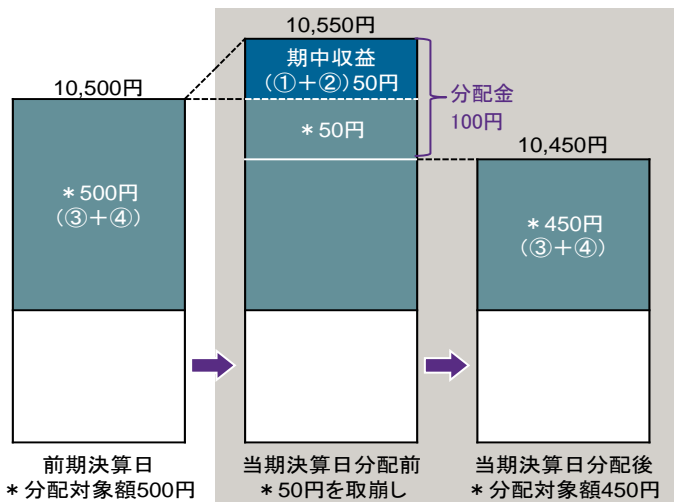 10,550円
期中収益
(①+②)50円
10,500円
分配金
100円
*50円
10,450円
*500円
(③+④)
*450円
(③+④)
前期決算日
*分配対象額500円
当期決算日分配前
*50円を取崩し
当期決算日分配後
*分配対象額450円